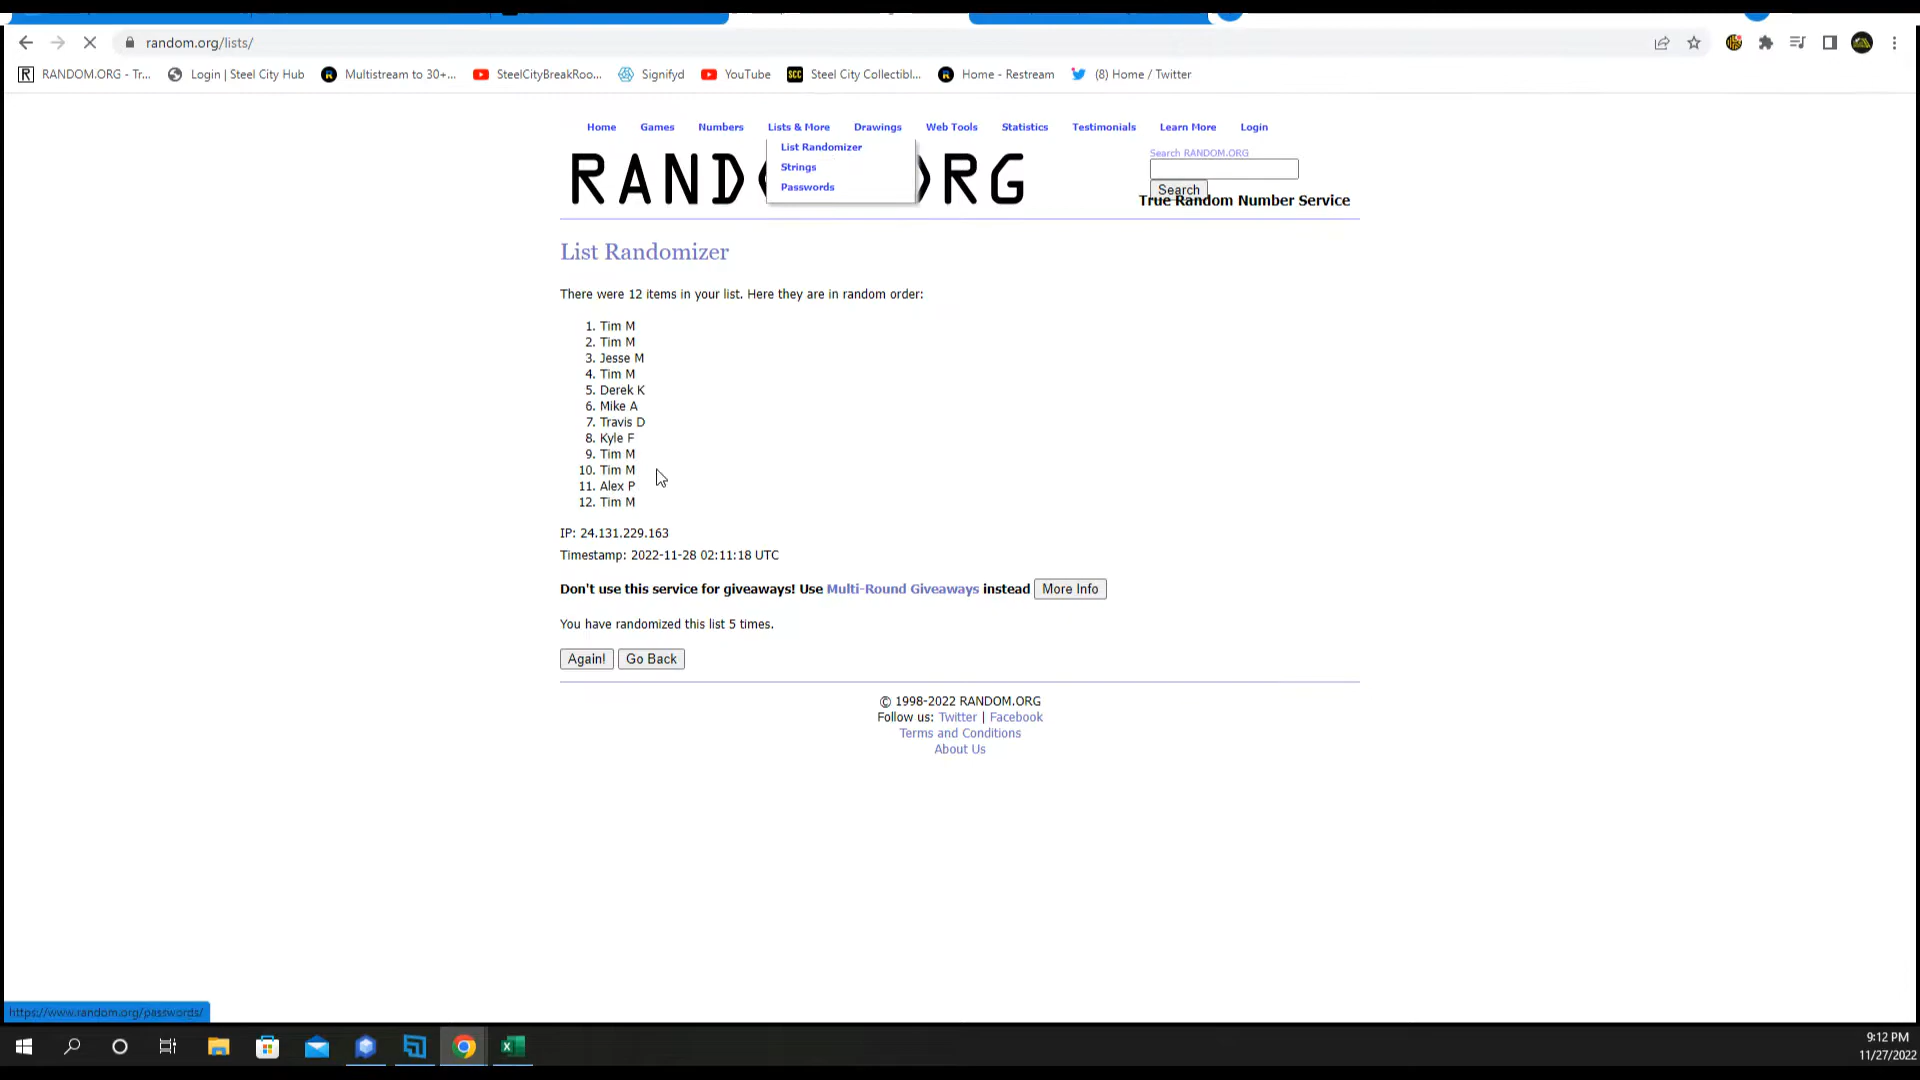 random.org/lists/
RANDOM.ORG - Tr... Login | Steel City Hub Multistream to 30+... SteelCityBreakRoo... Signifyd YouTube SCC Steel City Collectibl... Home - Restream (8) Home / Twitter
Home Games Numbers Lists & More Drawings Web Tools Statistics Testimonials Learn More Login
List Randomizer
Strings
Passwords
Search RANDOM.ORG
Search
True Random Number Service
List Randomizer
There were 12 items in your list. Here they are in random order:
1. Tim M
2. Tim M
3. Jesse M
4. Tim M
5. Derek K
6. Mike A
7. Travis D
8. Kyle F
9. Tim M
10. Tim M
11. Alex P
12. Tim M
IP: 24.131.229.163
Timestamp: 2022-11-28 02:11:18 UTC
Don't use this service for giveaways! Use Multi-Round Giveaways instead More Info
You have randomized this list 5 times.
Again! Go Back
© 1998-2022 RANDOM.ORG
Follow us: Twitter | Facebook
Terms and Conditions
About Us
https://www.random.org/passwords/
9:12 PM
11/27/2022